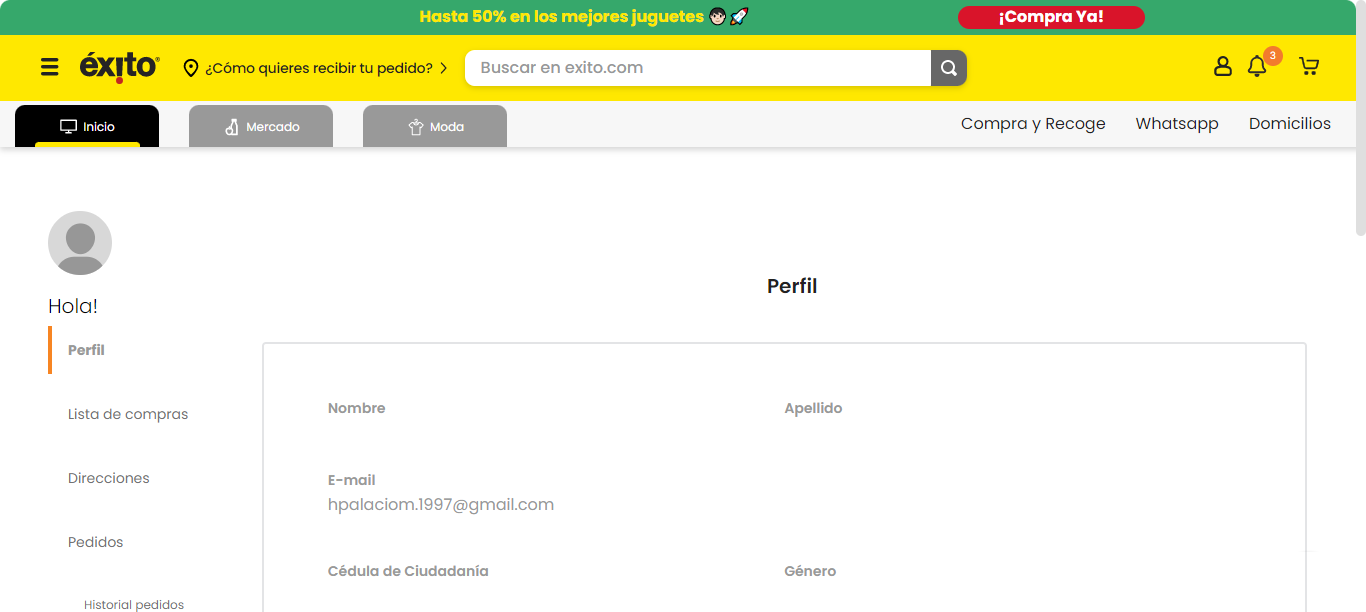 Hasta 50% en los mejores juguetes
¡Compra Ya!
éxito
¿Cómo quieres recibir tu pedido?
Buscar en exito.com
3
Inicio
Mercado
Moda
Compra y Recoge
Whatsapp
Domicilios
Hola!
Perfil
Lista de compras
Direcciones
Pedidos
Historial pedidos
Perfil
Nombre
Apellido
E-mail
hpalaciom.1997@gmail.com
Cédula de Ciudadanía
Género